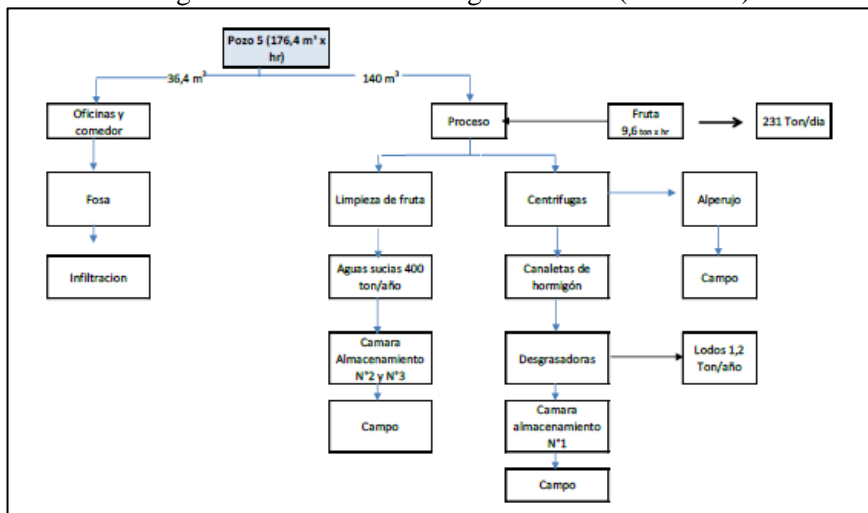 Pozo 5 (176,4 m³ x
hr)
36,4 m³
140 m³
Oficinas y
comedor
Proceso
Fruta
9,6 ton x hr
231 Ton/dia
Fosa
Limpieza de fruta
Centrifugas
Alperujo
Infiltracion
Aguas sucias 400
ton/año
Canaletas de
hormigón
Campo
Camara
Almacenamiento
N°2 y N°3
Desgrasadoras
Lodos 1,2
Ton/año
Campo
Camara
almacenamiento
N°1
Campo